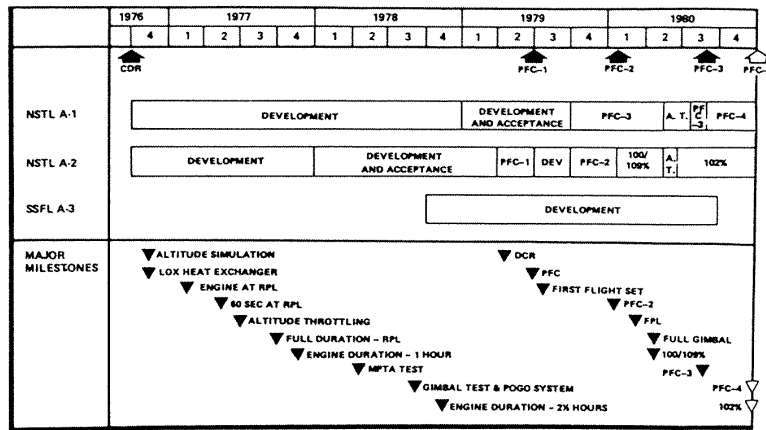 1976 1977 1978 1979 1980
4 1 2 3 4 1 2 3 4 1 2 3 4 1 2 3 4
CDR PFC-1 PFC-2 PFC-3 PFC-
NSTL A-1 DEVELOPMENT DEVELOPMENT AND ACCEPTANCE PFC-3 A. T. PF C -3 PFC-4
NSTL A-2 DEVELOPMENT DEVELOPMENT AND ACCEPTANCE PFC-1 DEV PFC-2 100/ 109% A. T. 102%
SSFL A-3 DEVELOPMENT
MAJOR MILESTONES
ALTITUDE SIMULATION DCR
LOX HEAT EXCHANGER PFC
ENGINE AT RPL FIRST FLIGHT SET
60 SEC AT RPL PFC-2
ALTITUDE THROTTLING FPL
FULL DURATION – RPL FULL GIMBAL
ENGINE DURATION – 1 HOUR 100/109%
MPTA TEST PFC-3
GIMBAL TEST & POGO SYSTEM PFC-4
ENGINE DURATION – 2½ HOURS 102%